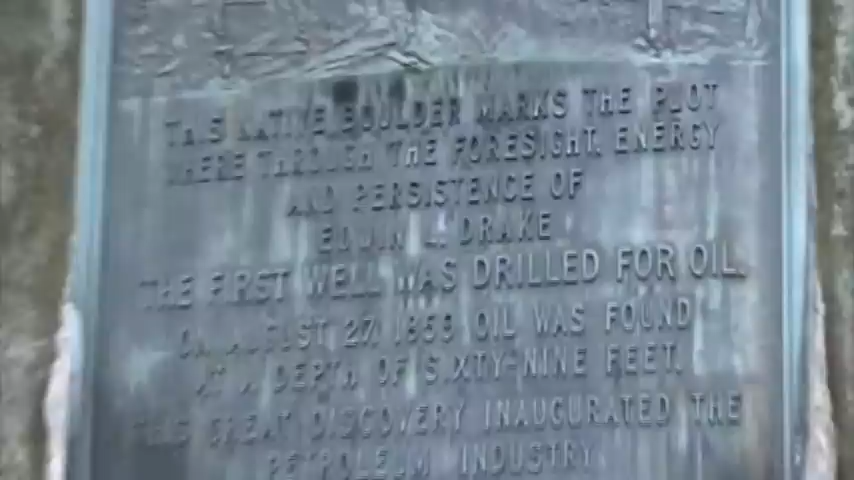 THIS NATIVE BOULDER MARKS THE PLOT
WHERE THROUGH THE FORESIGHT, ENERGY
AND PERSISTENCE OF
EDWIN L. DRAKE
THE FIRST WELL WAS DRILLED FOR OIL.
ON AUGUST 27, 1859 OIL WAS FOUND
AT A DEPTH OF SIXTY-NINE FEET.
THIS GREAT DISCOVERY INAUGURATED THE
PETROLEUM INDUSTRY.